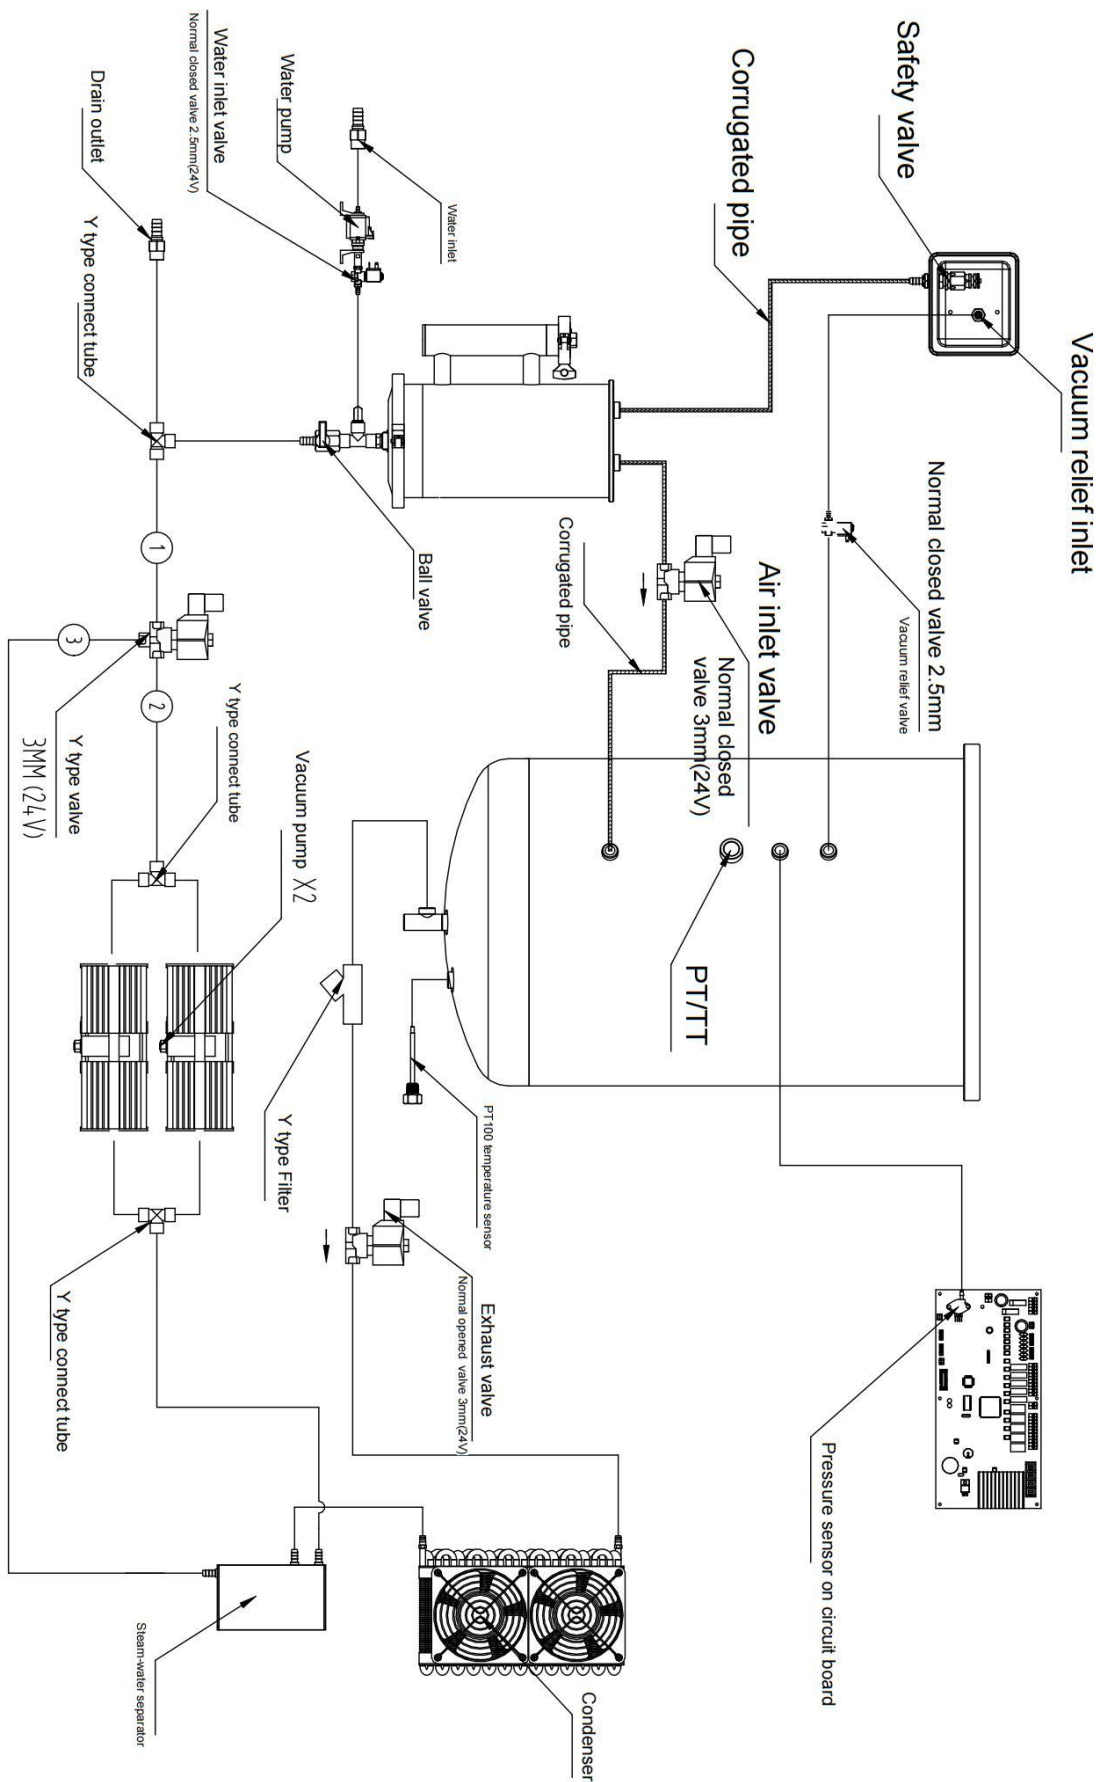 Safety valve
Vacuum relief inlet
Corrugated pipe
Normal closed valve 2.5mm
Vacuum relief valve
Water inlet
Water pump
Water inlet valve
Normal closed valve 2.5mm(24V)
Drain outlet
Y type connect tube
Ball valve
Corrugated pipe
Air inlet valve
Normal closed
valve 3mm(24V)
PT/TT
1
2
3
Y type valve
3MM(24V)
Y type connect tube
Vacuum pump X2
Y type Filter
PT100 temperature sensor
Exhaust valve
Normal opened valve 3mm(24V)
Y type connect tube
Pressure sensor on circuit board
Condenser
Steam-water separator